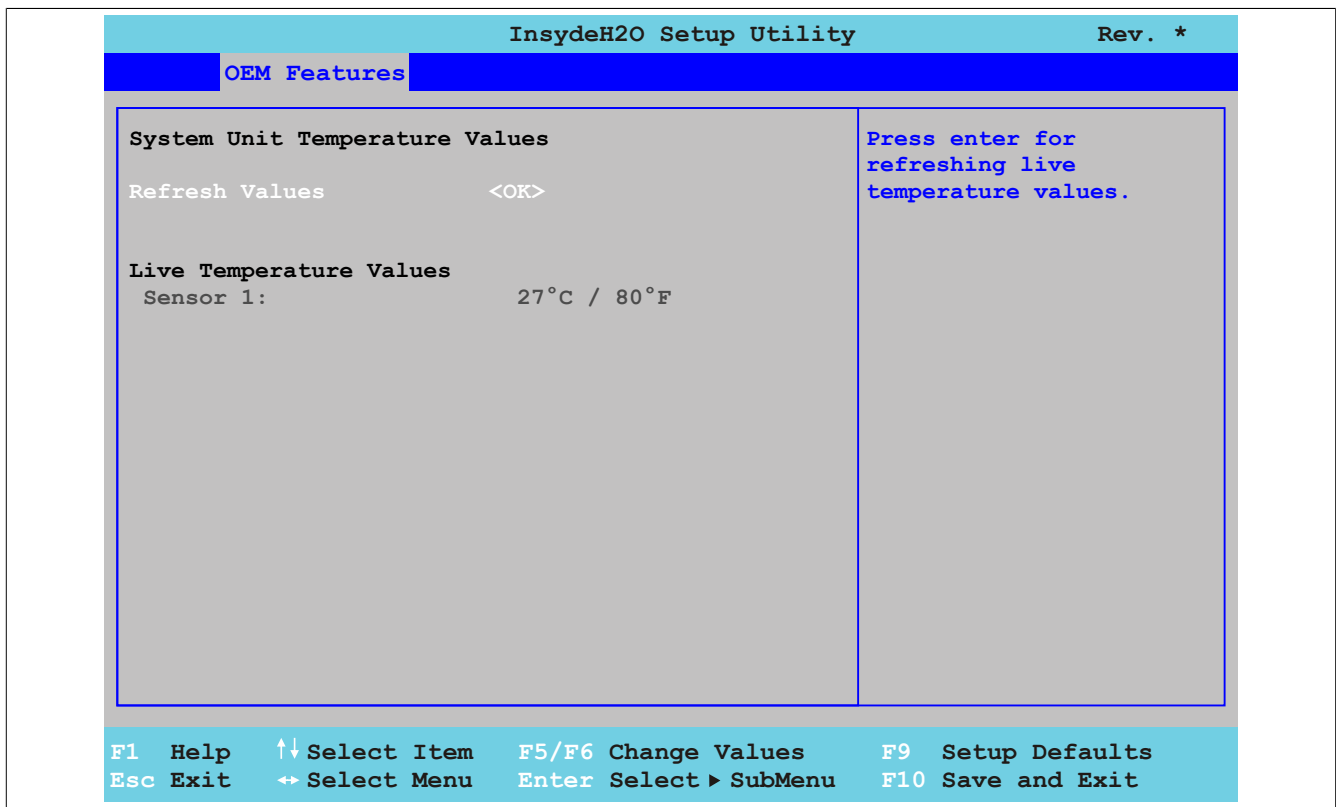 InsydeH2O Setup Utility Rev. *
OEM Features
System Unit Temperature Values
Refresh Values <OK>
Live Temperature Values
Sensor 1: 27°C / 80°F
Press enter for
refreshing live
temperature values.
F1 Help ↑↓ Select Item F5/F6 Change Values F9 Setup Defaults
Esc Exit ↔ Select Menu Enter Select ▶ SubMenu F10 Save and Exit